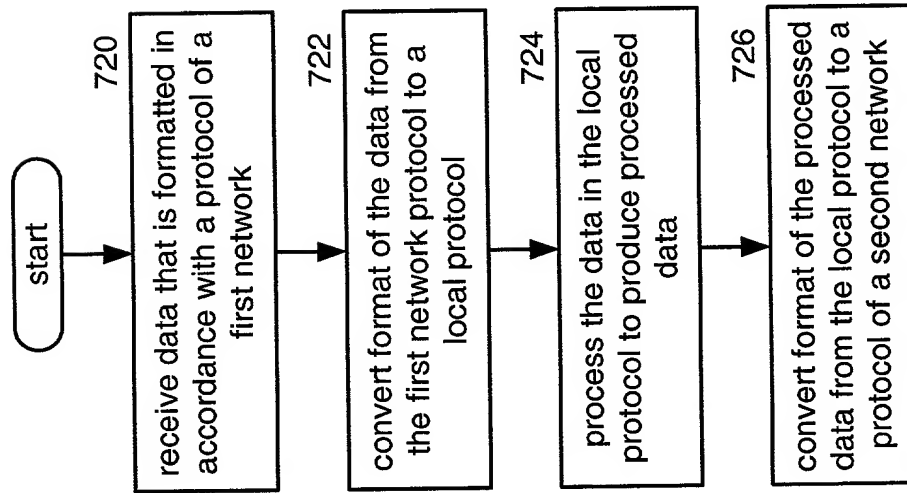 start
720
receive data that is formatted in
accordance with a protocol of a
first network
722
convert format of the data from
the first network protocol to a
local protocol
724
process the data in the local
protocol to produce processed
data
726
convert format of the processed
data from the local protocol to a
protocol of a second network